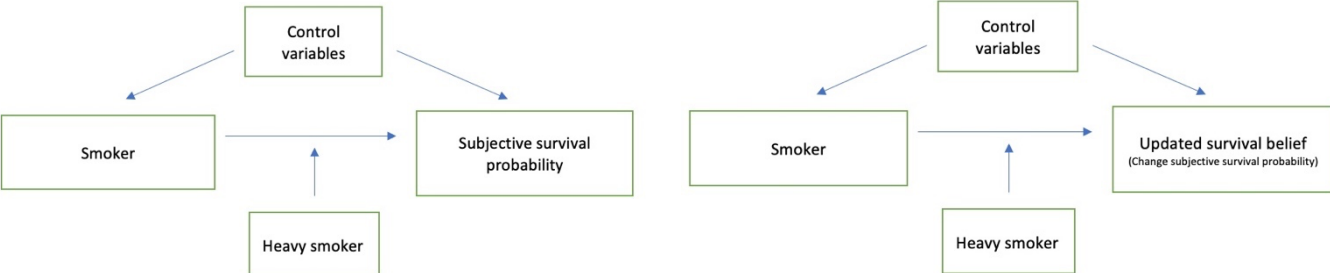 Control
variables
Smoker
Subjective survival
probability
Heavy smoker
Control
variables
Smoker
Updated survival belief
(Change subjective survival probability)
Heavy smoker